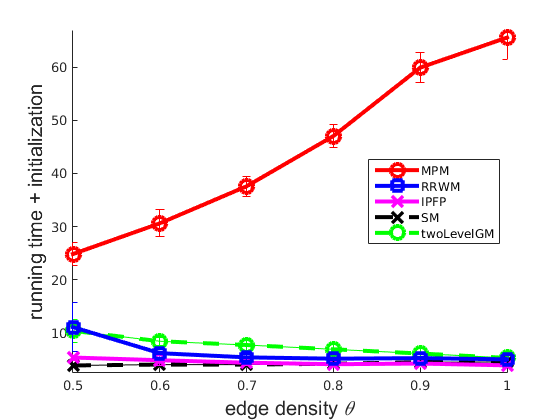 60
50
40
30
20
10
running time + initialization
MPM
RRWM
IPFP
SM
twoLevelGM
0.5 0.6 0.7 0.8 0.9 1
edge density θ